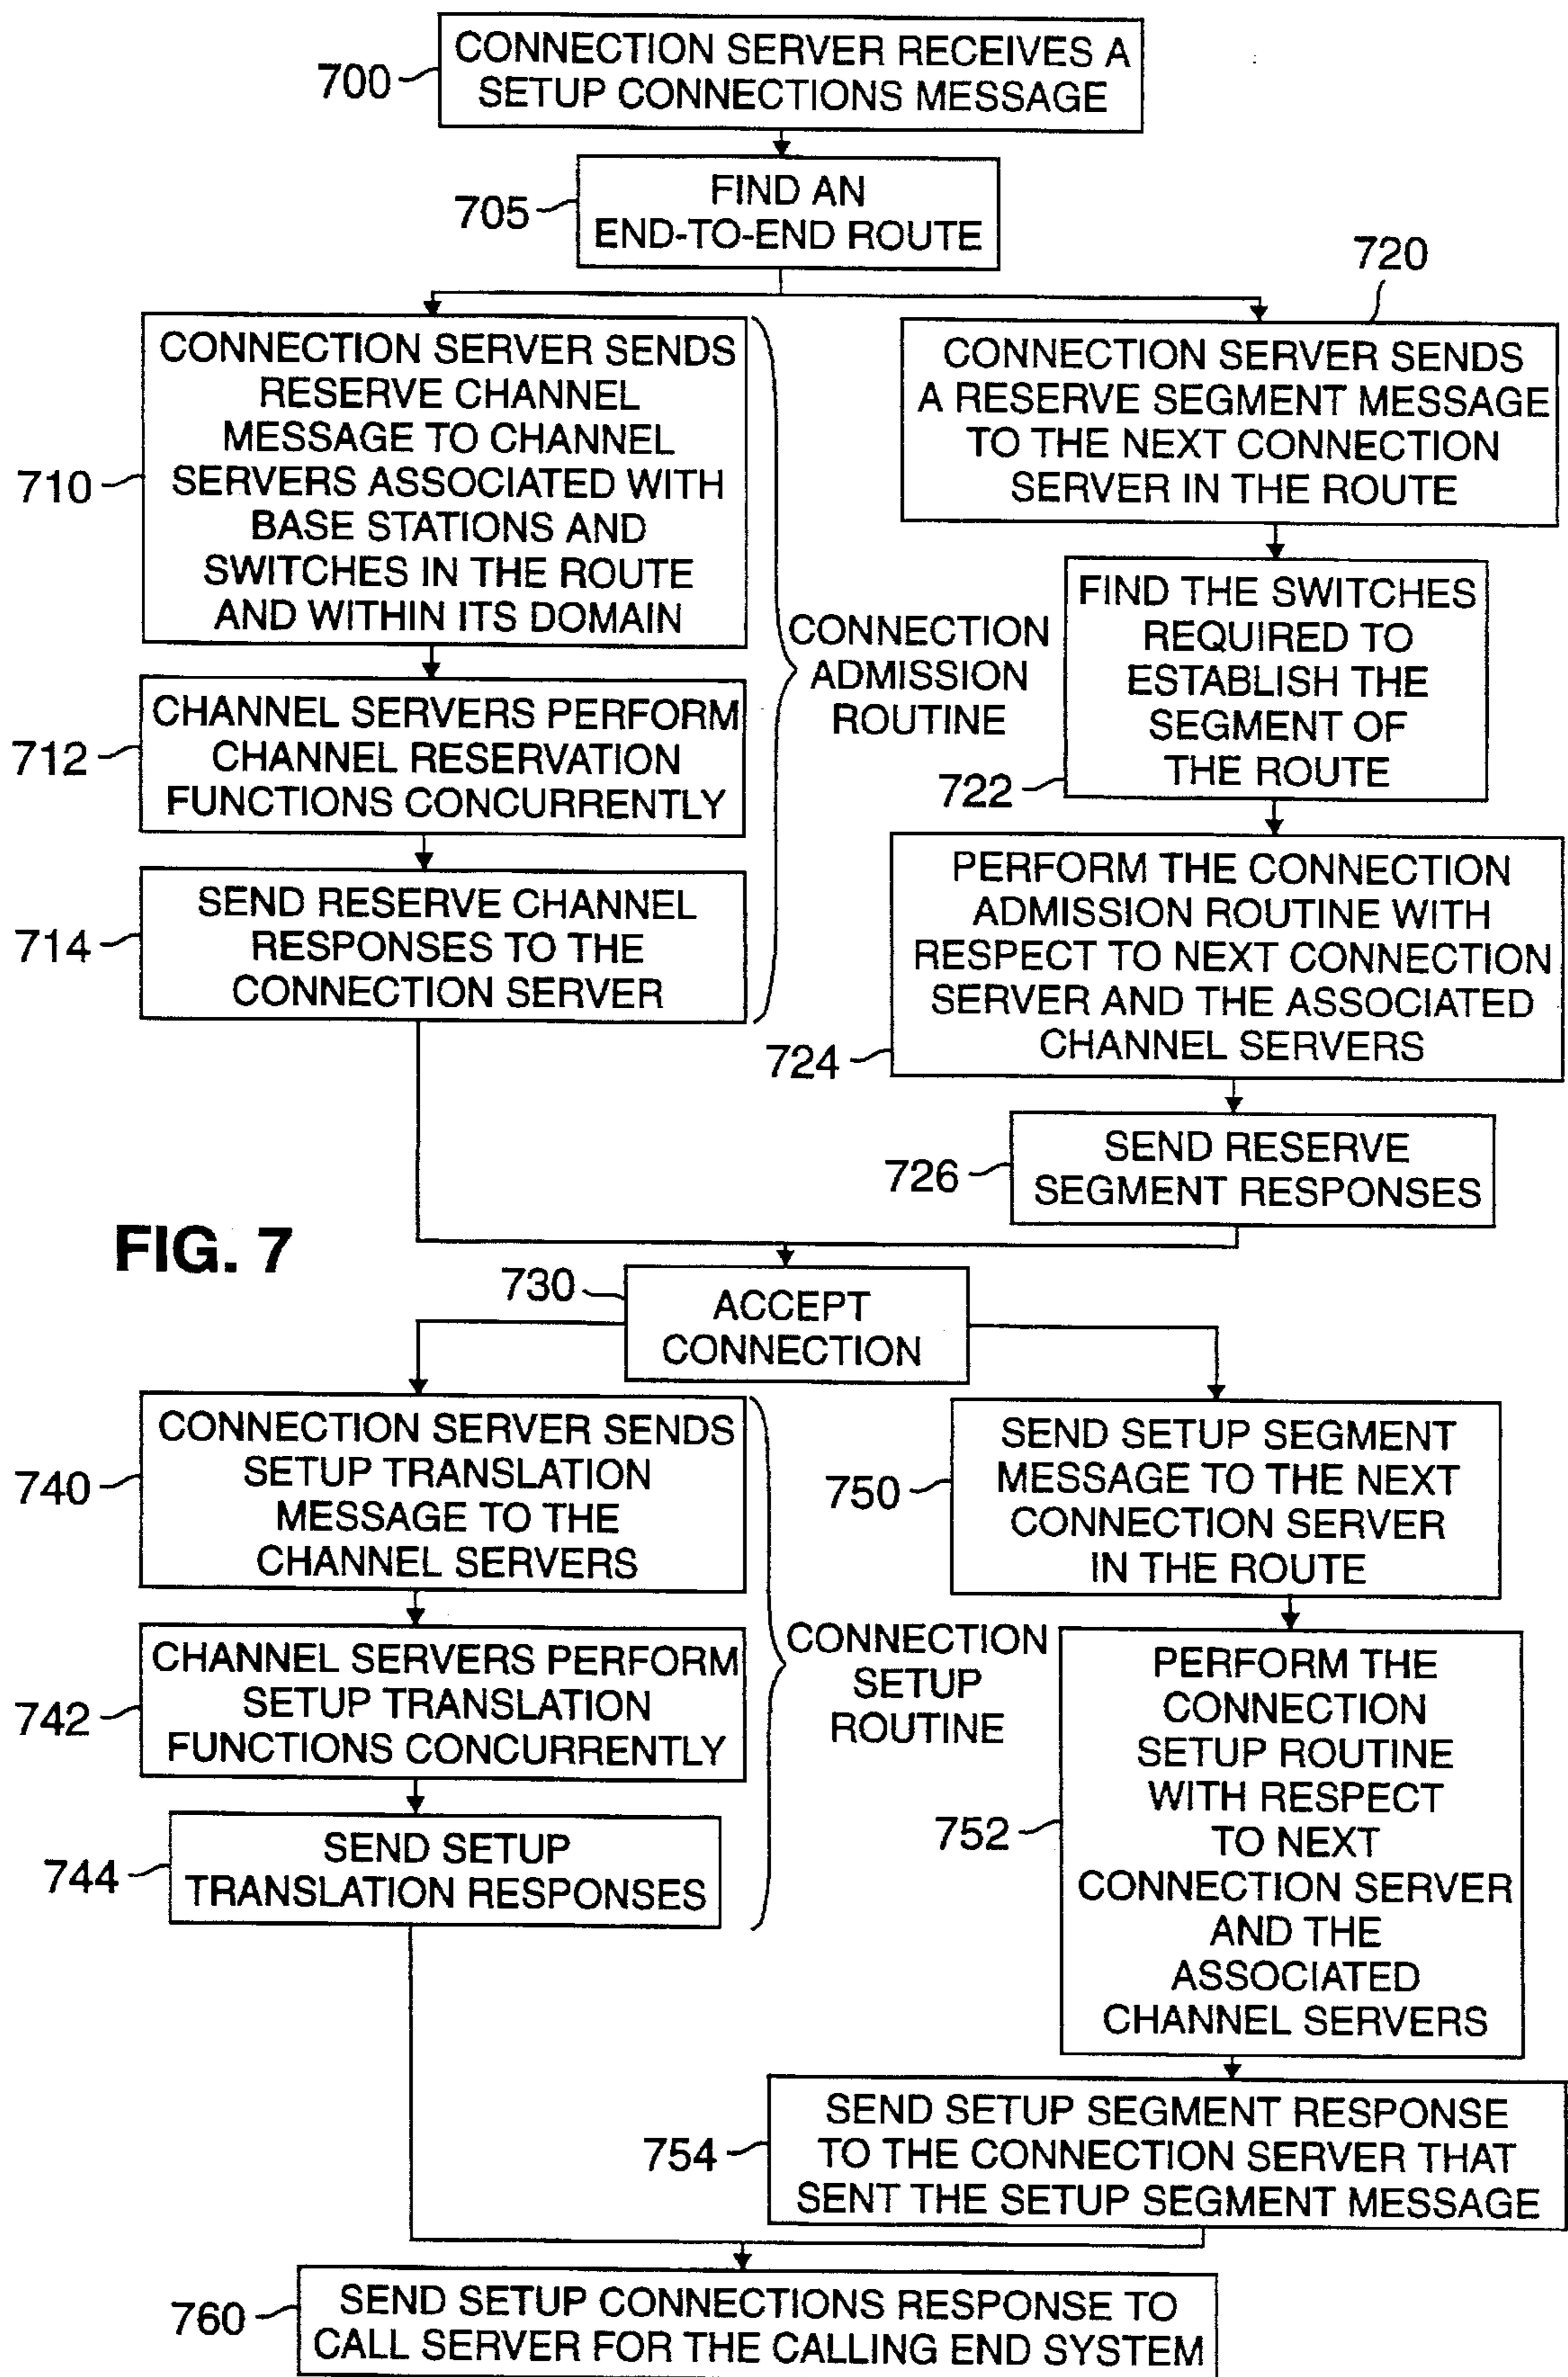 700
CONNECTION SERVER RECEIVES A
SETUP CONNECTIONS MESSAGE
705
FIND AN
END-TO-END ROUTE
710
CONNECTION SERVER SENDS
RESERVE CHANNEL
MESSAGE TO CHANNEL
SERVERS ASSOCIATED WITH
BASE STATIONS AND
SWITCHES IN THE ROUTE
AND WITHIN ITS DOMAIN
712
CHANNEL SERVERS PERFORM
CHANNEL RESERVATION
FUNCTIONS CONCURRENTLY
714
SEND RESERVE CHANNEL
RESPONSES TO THE
CONNECTION SERVER
CONNECTION
ADMISSION
ROUTINE
720
CONNECTION SERVER SENDS
A RESERVE SEGMENT MESSAGE
TO THE NEXT CONNECTION
SERVER IN THE ROUTE
722
FIND THE SWITCHES
REQUIRED TO
ESTABLISH THE
SEGMENT OF
THE ROUTE
724
PERFORM THE CONNECTION
ADMISSION ROUTINE WITH
RESPECT TO NEXT CONNECTION
SERVER AND THE ASSOCIATED
CHANNEL SERVERS
726
SEND RESERVE
SEGMENT RESPONSES
FIG. 7
730
ACCEPT
CONNECTION
740
CONNECTION SERVER SENDS
SETUP TRANSLATION
MESSAGE TO THE
CHANNEL SERVERS
742
CHANNEL SERVERS PERFORM
SETUP TRANSLATION
FUNCTIONS CONCURRENTLY
744
SEND SETUP
TRANSLATION RESPONSES
CONNECTION
SETUP
ROUTINE
750
SEND SETUP SEGMENT
MESSAGE TO THE NEXT
CONNECTION SERVER
IN THE ROUTE
752
PERFORM THE
CONNECTION
SETUP ROUTINE
WITH RESPECT
TO NEXT
CONNECTION SERVER
AND THE
ASSOCIATED
CHANNEL SERVERS
754
SEND SETUP SEGMENT RESPONSE
TO THE CONNECTION SERVER THAT
SENT THE SETUP SEGMENT MESSAGE
760
SEND SETUP CONNECTIONS RESPONSE TO
CALL SERVER FOR THE CALLING END SYSTEM